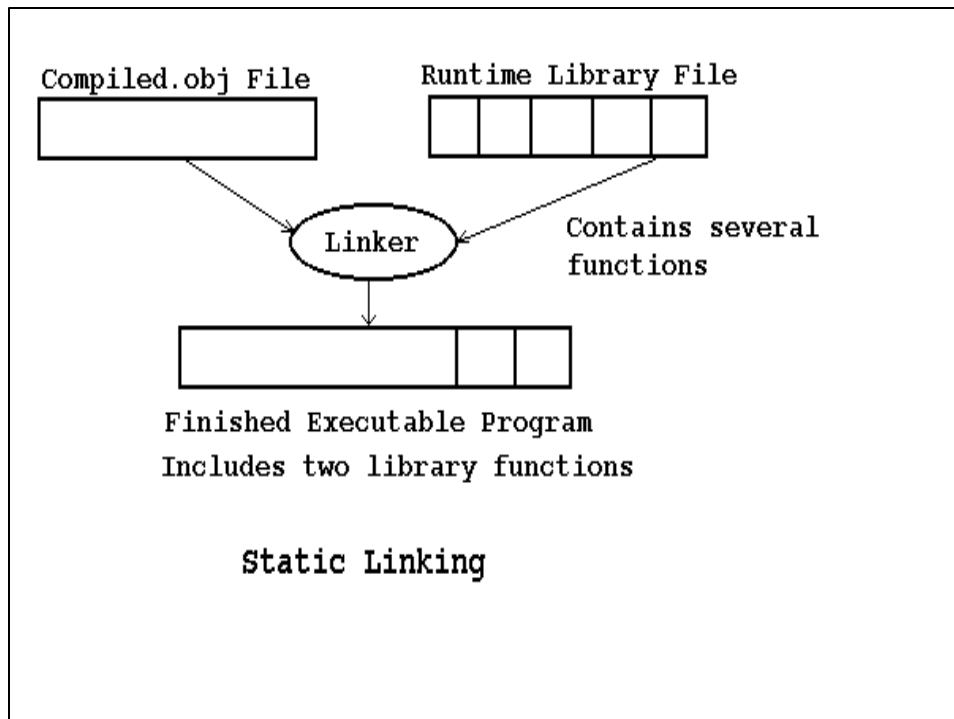 Compiled.obj File
Runtime Library File
Linker
Contains several
functions
Finished Executable Program
Includes two library functions
Static Linking